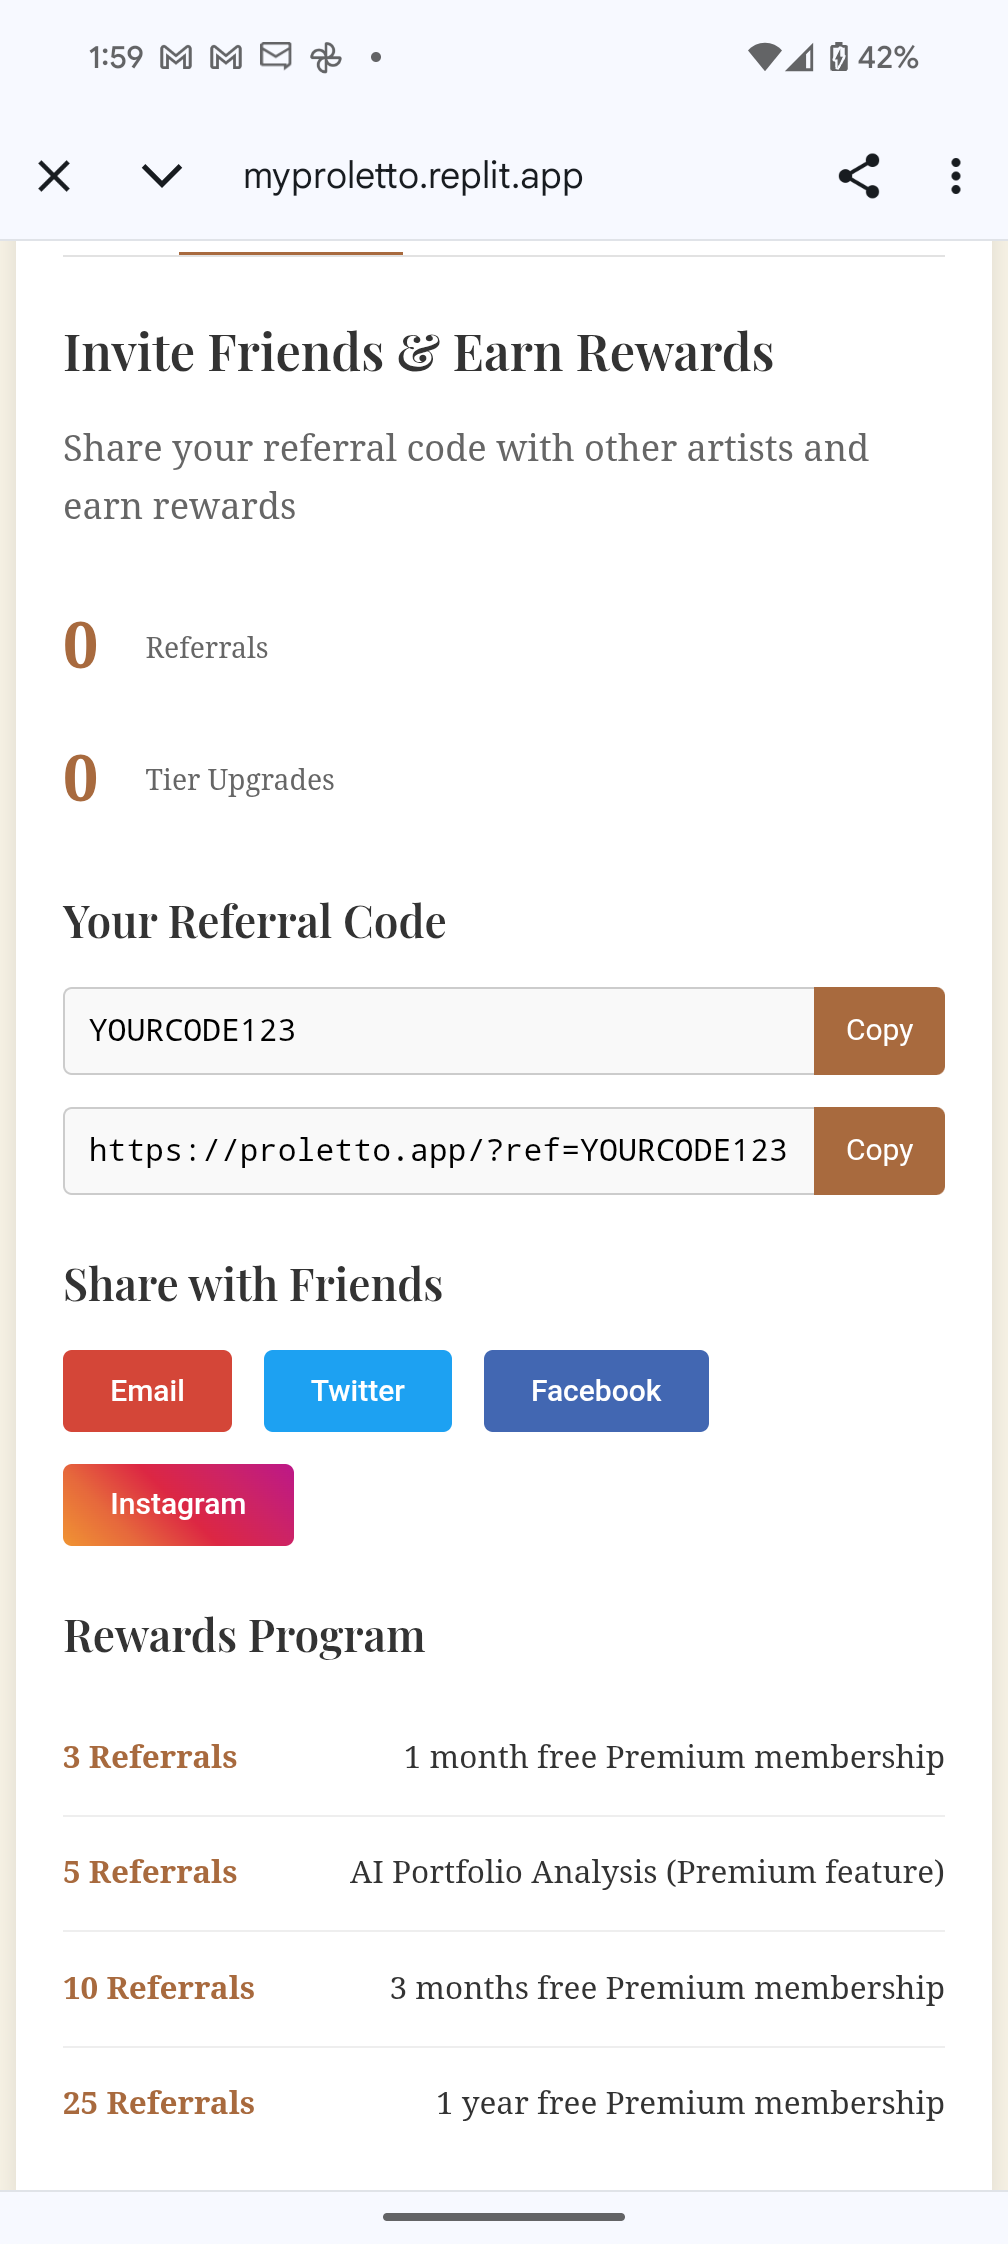 1:59
42%
myproletto.replit.app
Invite Friends & Earn Rewards
Share your referral code with other artists and
earn rewards
0 Referrals
0 Tier Upgrades
Your Referral Code
YOURCODE123 Copy
https://proletto.app/?ref=YOURCODE123 Copy
Share with Friends
Email Twitter Facebook
Instagram
Rewards Program
3 Referrals 1 month free Premium membership
5 Referrals AI Portfolio Analysis (Premium feature)
10 Referrals 3 months free Premium membership
25 Referrals 1 year free Premium membership